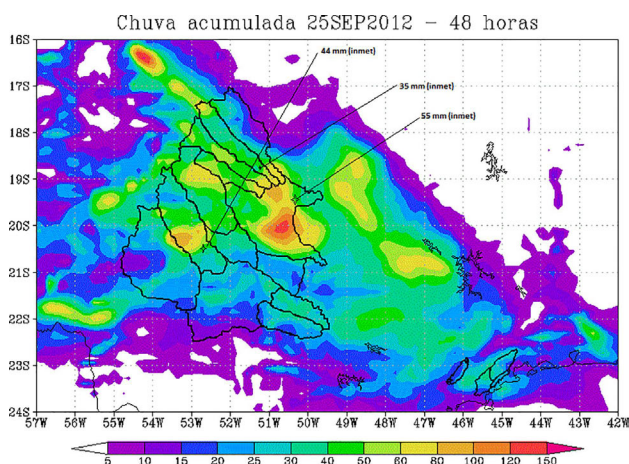 Chuva acumulada 25SEP2012 – 48 horas
44 mm (inmet)
35 mm (inmet)
55 mm (inmet)
16S
17S
18S
19S
20S
21S
22S
23S
24S
57W 56W 55W 54W 53W 52W 51W 50W 49W 48W 47W 46W 45W 44W 43W 42W
5 10 15 20 25 30 40 50 60 80 100 120 150